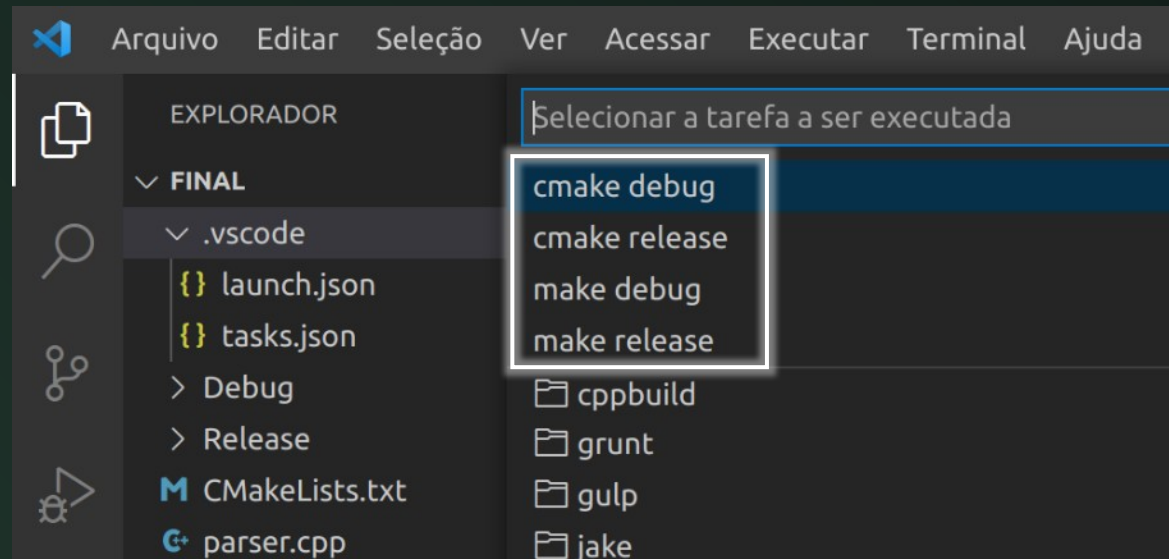 Arquivo Editar Seleção Ver Acessar Executar Terminal Ajuda
EXPLORADOR
FINAL
.vscode
{} launch.json
{} tasks.json
Debug
Release
M CMakeLists.txt
G+ parser.cpp
Selecionar a tarefa a ser executada
cmake debug
cmake release
make debug
make release
cppbuild
grunt
gulp
jake